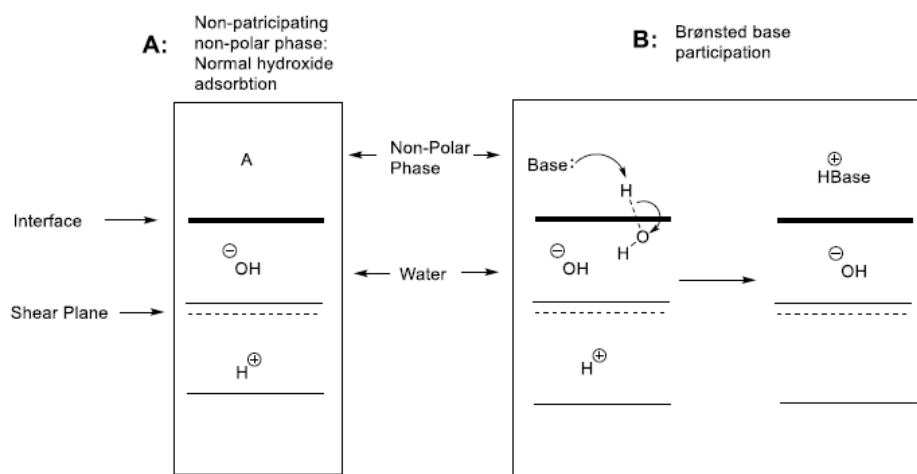 A:
Non-patricipating
non-polar phase:
Normal hydroxide
adsorbtion
B:
Brønsted base
participation
A
Non-Polar
Phase
Base:
H
⊕
HBase
Interface
⊖
OH
⊖
OH
H
O
⊖
OH
Water
Shear Plane
H⊕
H⊕